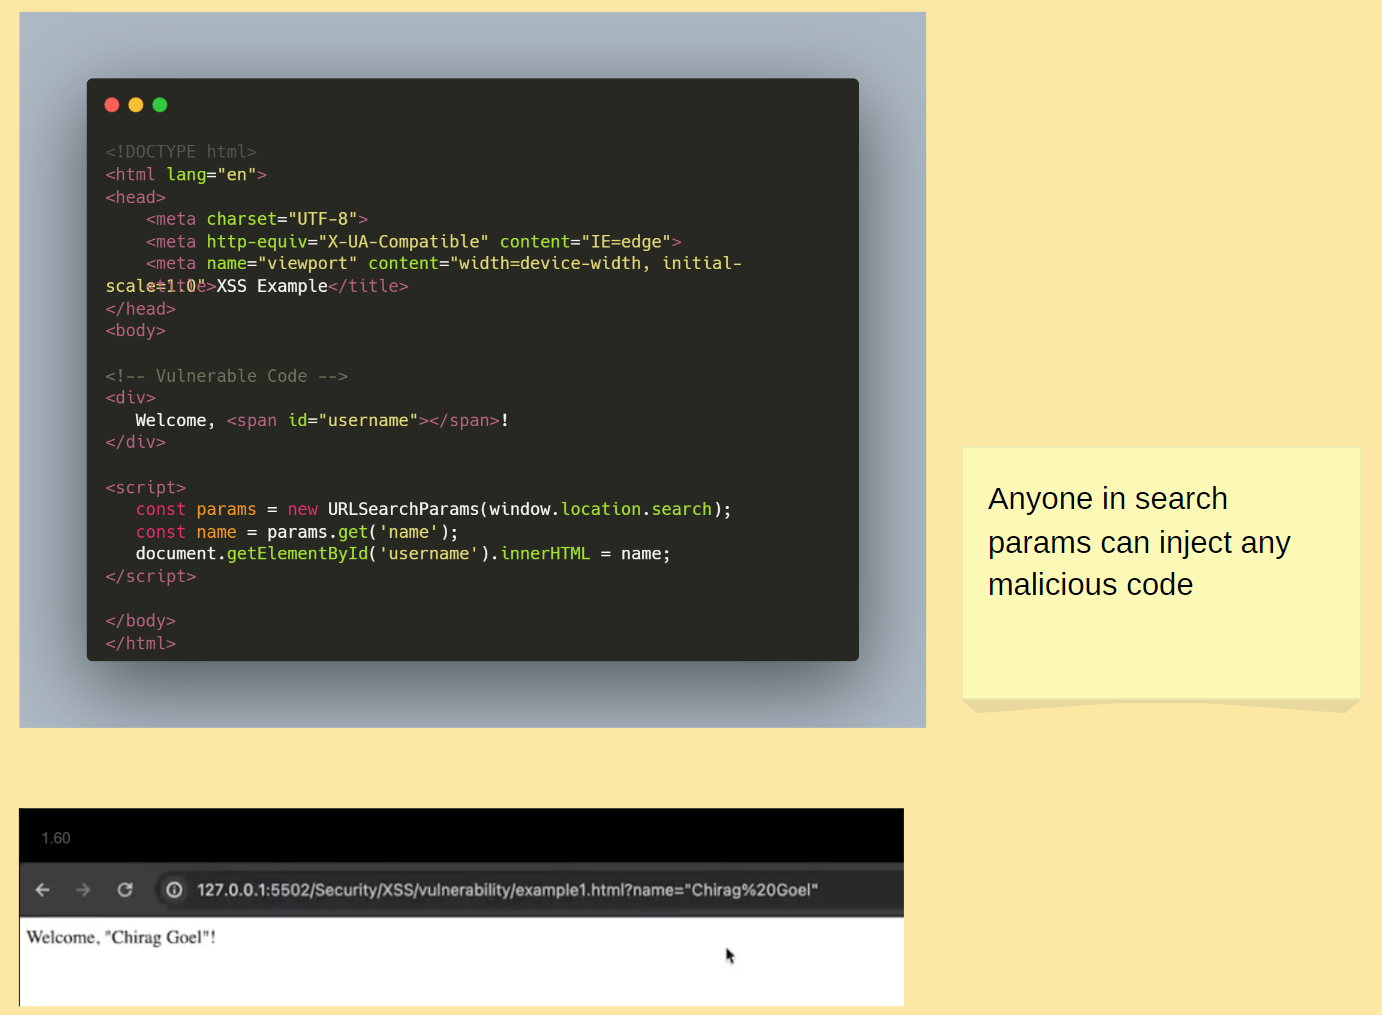 <!DOCTYPE html>
<html lang="en">
<head>
<meta charset="UTF-8">
<meta http-equiv="X-UA-Compatible" content="IE=edge">
<meta name="viewport" content="width=device-width, initial-
scale=1.0"
<title>XSS Example</title>
</head>
<body>
<!-- Vulnerable Code -->
<div>
Welcome, <span id="username"></span>!
</div>
<script>
const params = new URLSearchParams(window.location.search);
const name = params.get('name');
document.getElementById('username').innerHTML = name;
</script>
</body>
</html>
Anyone in search
params can inject any
malicious code
1.60
127.0.0.1:5502/Security/XSS/vulnerability/example1.html?name="Chirag%20Goel"
Welcome, "Chirag Goel"!